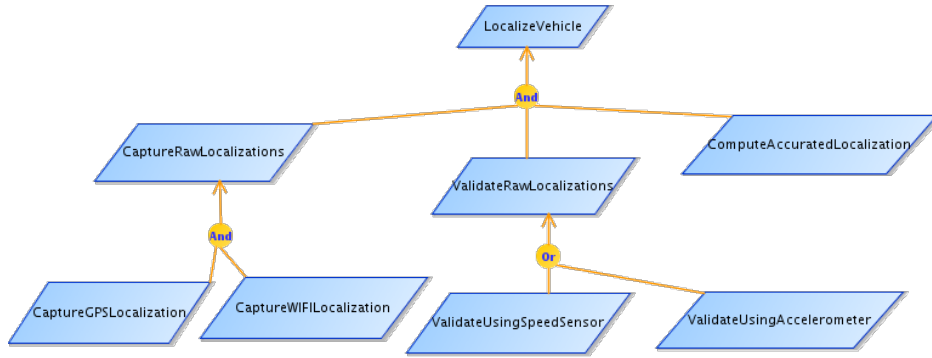 LocalizeVehicle
And
CaptureRawLocalizations
ComputeAccuratedLocalization
ValidateRawLocalizations
And
Or
CaptureGPSLocalization
CaptureWIFILocalization
ValidateUsingSpeedSensor
ValidateUsingAccelerometer